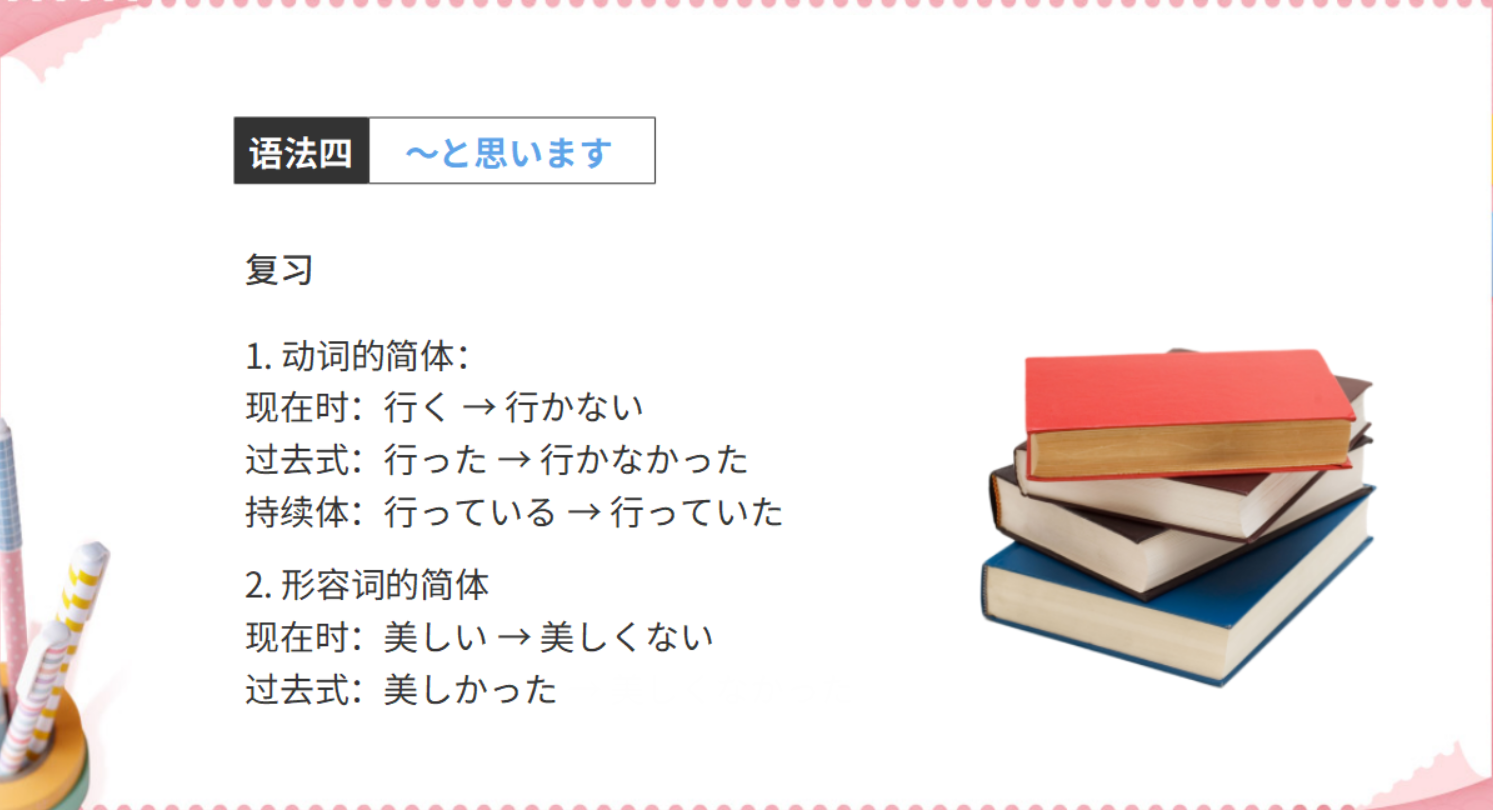 语法四 ～と思います
复习
1. 动词的简体：
现在时：行く → 行かない
过去式：行った → 行かなかった
持续体：行っている → 行っていた
2. 形容词的简体
现在时：美しい → 美しくない
过去式：美しかった